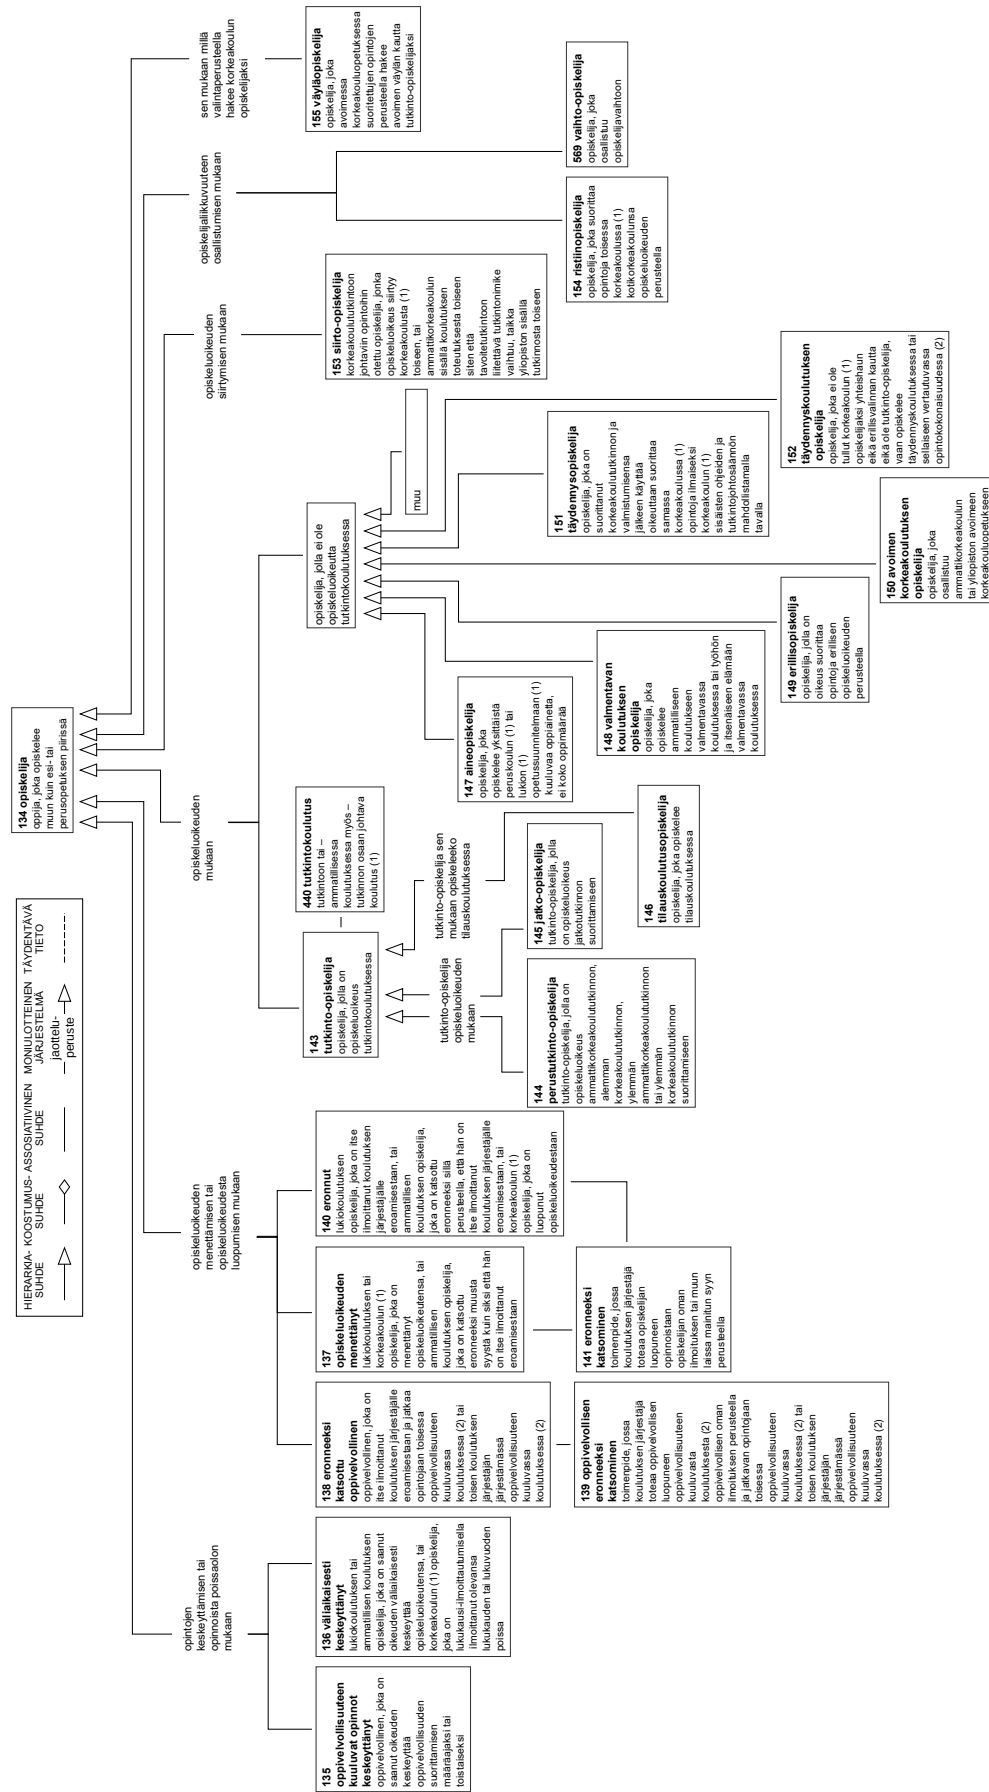 HIERARKIA- KOOSTUMUS- ASSOSIATIIVINEN MONIULOTTEINEN TÄYDENTÄVÄ
SUHDE SUHDE SUHDE JÄRJESTELMÄ TIETO
jaottelu-
peruste
134 opiskelija
oppija, joka opiskelee
muun kuin esi- tai
perusopetuksen piirissä
opintojen
keskeyttämisen tai
opinnoista poissaolon
mukaan
135
oppivelvollisuuteen
kuuluvat opinnot
keskeyttänyt
oppivelvollinen, joka on
saanut oikeuden
keskeyttää
oppivelvollisuuden
suorittamisen
määräajaksi tai
toistaiseksi
136 väliaikaisesti
keskeyttänyt
lukiokoulutuksen tai
ammatillisen koulutuksen
opiskelija, joka on saanut
oikeuden väliaikaisesti
keskeyttää
opiskeluoikeutensa, tai
korkeakoulun (1) opiskelija,
joka on
lukukausi-ilmoittautumisella
ilmoittanut olevansa
lukukauden tai lukuvuoden
poissa
opiskeluoikeuden
menettämisen tai
opiskeluoikeudesta
luopumisen mukaan
138 eronneeksi
katsottu
oppivelvollinen
oppivelvollinen, joka on
itse ilmoittanut
koulutuksen järjestäjälle
eroamisestaan ja jatkaa
opintojaan toisessa
oppivelvollisuuteen
kuuluvassa
koulutuksessa (2) tai
toisen koulutuksen
järjestäjän
järjestämässä
oppivelvollisuuteen
kuuluvassa
koulutuksessa (2)
137
opiskeluoikeuden
menettänyt
lukiokoulutuksen tai
korkeakoulun (1)
opiskelija, joka on
menettänyt
opiskeluoikeutensa, tai
ammatillisen
koulutuksen opiskelija,
joka on katsottu
eronneeksi muusta
syystä kuin siksi että hän
on itse ilmoittanut
eroamisestaan
140 eronnut
lukiokoulutuksen
opiskelija, joka on itse
ilmoittanut koulutuksen
järjestäjälle
eroamisestaan, tai
ammatillisen
koulutuksen opiskelija,
joka on katsottu
eronneeksi sillä
perusteella, että hän on
itse ilmoittanut
koulutuksen järjestäjälle
eroamisestaan, tai
korkeakoulun (1)
opiskelija, joka on
luopunut
opiskeluoikeudestaan
139 oppivelvollisen
eronneeksi
katsominen
toimenpide, jossa
koulutuksen järjestäjä
toteaa oppivelvollisen
luopuneen
oppivelvollisuuteen
kuuluvasta
koulutuksesta (2)
oppivelvollisen oman
ilmoituksen perusteella
ja jatkavan opintojaan
toisessa
oppivelvollisuuteen
kuuluvassa
koulutuksessa (2) tai
toisen koulutuksen
järjestäjän
järjestämässä
oppivelvollisuuteen
kuuluvassa
koulutuksessa (2)
141 eronneeksi
katsominen
toimenpide, jossa
koulutuksen järjestäjä
toteaa opiskelijan
luopuneen
opinnoistaan
opiskelijan oman
ilmoituksen tai muun
laissa mainitun syyn
perusteella
opiskeluoikeuden
mukaan
143
tutkinto-opiskelija
opiskelija, jolla on
opiskeluoikeus
tutkintokoulutuksessa
440 tutkintokoulutus
tutkintoon tai –
ammatillisessa
koulutuksessa myös –
tutkinnon osaan johtava
koulutus (1)
tutkinto-opiskelija
opiskeluoikeuden
mukaan
tutkinto-opiskelija sen
mukaan opiskeleeko
tilauskoulutuksessa
144
perustutkinto-opiskelija
tutkinto-opiskelija, jolla on
opiskeluoikeus
ammattikorkeakoulututkinnon,
alemman
korkeakoulututkinnon,
ylemmän
ammattikorkeakoulututkinnon
tai ylemmän
korkeakoulututkinnon
suorittamiseen
145 jatko-opiskelija
tutkinto-opiskelija, jolla
on opiskeluoikeus
jatkotutkinnon
suorittamiseen
146
tilauskoulutusopiskelija
opiskelija, joka opiskelee
tilauskoulutuksessa
opiskelija, jolla ei ole
opiskeluoikeutta
tutkintokoulutuksessa
muu
147 aineopiskelija
opiskelija, joka
opiskelee yksittäistä
peruskoulun (1) tai
lukion (1)
opetussuunnitelmaan (1)
kuuluvaa oppiainetta,
ei koko oppimäärää
148 valmentavan
koulutuksen
opiskelija
opiskelija, joka
opiskelee
ammatilliseen
koulutukseen
valmentavassa
koulutuksessa tai työhön
ja itsenäiseen elämään
valmentavassa
koulutuksessa
149 erillisopiskelija
opiskelija, jolla on
oikeus suorittaa
opintoja erillisen
opiskeluoikeuden
perusteella
150 avoimen
korkeakoulutuksen
opiskelija
opiskelija, joka
osallistuu
ammattikorkeakoulun
tai yliopiston avoimeen
korkeakouluopetukseen
151
täydennysopiskelija
opiskelija, joka on
suorittanut
korkeakoulututkinnon ja
valmistumisensa
jälkeen käyttää
oikeuttaan suorittaa
samassa
korkeakoulussa (1)
opintoja ilmaiseksi
korkeakoulun (1)
sisäisten ohjeiden ja
tutkintojohtosäännön
mahdollistamalla
tavalla
152
täydennyskoulutuksen
opiskelija
opiskelija, joka ei ole
tullut korkeakoulun (1)
opiskelijaksi yhteishaun
eikä erillisvalinnan kautta
eikä ole tutkinto-opiskelija,
vaan opiskelee
täydennyskoulutuksessa tai
sellaiseen vertautuvassa
opintokokonaisuudessa (2)
opiskeluoikeuden
siirtymisen mukaan
153 siirto-opiskelija
korkeakoulututkintoon
johtaviin opintoihin
otettu opiskelija, jonka
opiskeluoikeus siirtyy
korkeakoulusta (1)
toiseen, tai
ammattikorkeakoulun
sisällä koulutuksen
toteutuksesta toiseen
siten että
tavoitetutkintoon
liitettävä tutkintonimike
vaihtuu, taikka
yliopiston sisällä
tutkinnosta toiseen
opiskelijaliikkuvuuteen
osallistumisen mukaan
154 ristiinopiskelija
opiskelija, joka suorittaa
opintoja toisessa
korkeakoulussa (1)
kotikorkeakoulunsa
opiskeluoikeuden
perusteella
569 vaihto-opiskelija
opiskelija, joka
osallistuu
opiskelijavaihtoon
sen mukaan millä
valintaperusteella
hakee korkeakoulun
opiskelijaksi
155 väyläopiskelija
opiskelija, joka
avoimessa
korkeakouluopetuksessa
suoritettujen opintojen
perusteella hakee
avoimen väylän kautta
tutkinto-opiskelijaksi